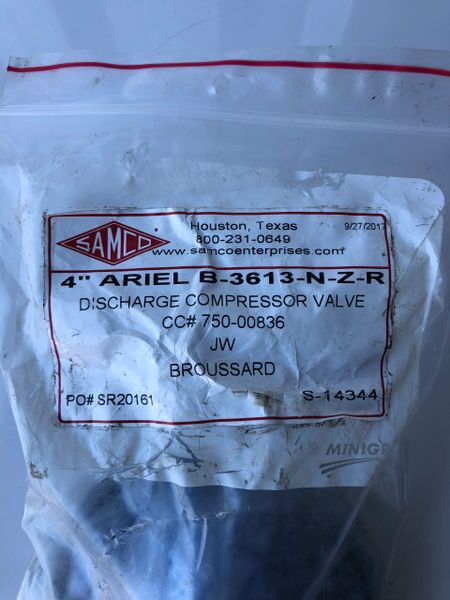 SAMCO
Houston, Texas
9/27/2017
800-231-0649
www.samcoenterprises.com
4" ARIEL B-3613-N-Z-R
DISCHARGE COMPRESSOR VALVE
CC# 750-00836
JW
BROUSSARD
PO# SR20161
S-14344